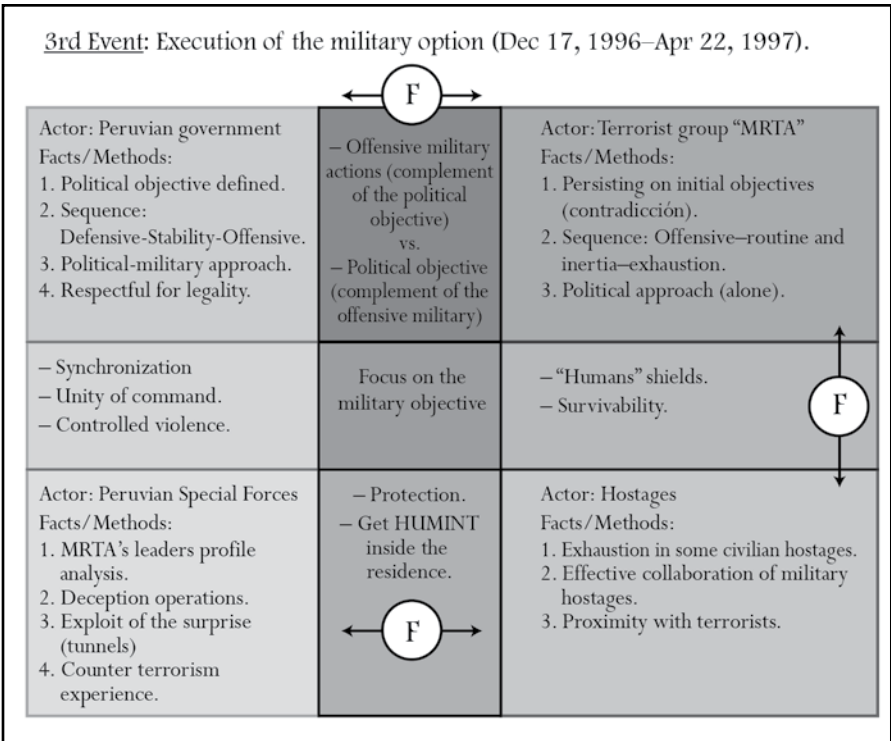 3rd Event: Execution of the military option (Dec 17, 1996–Apr 22, 1997).
F
Actor: Peruvian government
Facts/Methods:
1. Political objective defined.
2. Sequence:
Defensive-Stability-Offensive.
3. Political-military approach.
4. Respectful for legality.
– Offensive military
actions (complement
of the political
objective)
vs.
– Political objective
(complement of the
offensive military)
Actor: Terrorist group “MRTA”
Facts/Methods:
1. Persisting on initial objectives
(contradicción).
2. Sequence: Offensive–routine and
inertia–exhaustion.
3. Political approach (alone).
– Synchronization
– Unity of command.
– Controlled violence.
Focus on the
military objective
– “Humans” shields.
– Survivability.
F
Actor: Peruvian Special Forces
Facts/Methods:
1. MRTA’s leaders profile
analysis.
2. Deception operations.
3. Exploit of the surprise
(tunnels)
4. Counter terrorism
experience.
– Protection.
– Get HUMINT
inside the
residence.
F
Actor: Hostages
Facts/Methods:
1. Exhaustion in some civilian hostages.
2. Effective collaboration of military
hostages.
3. Proximity with terrorists.